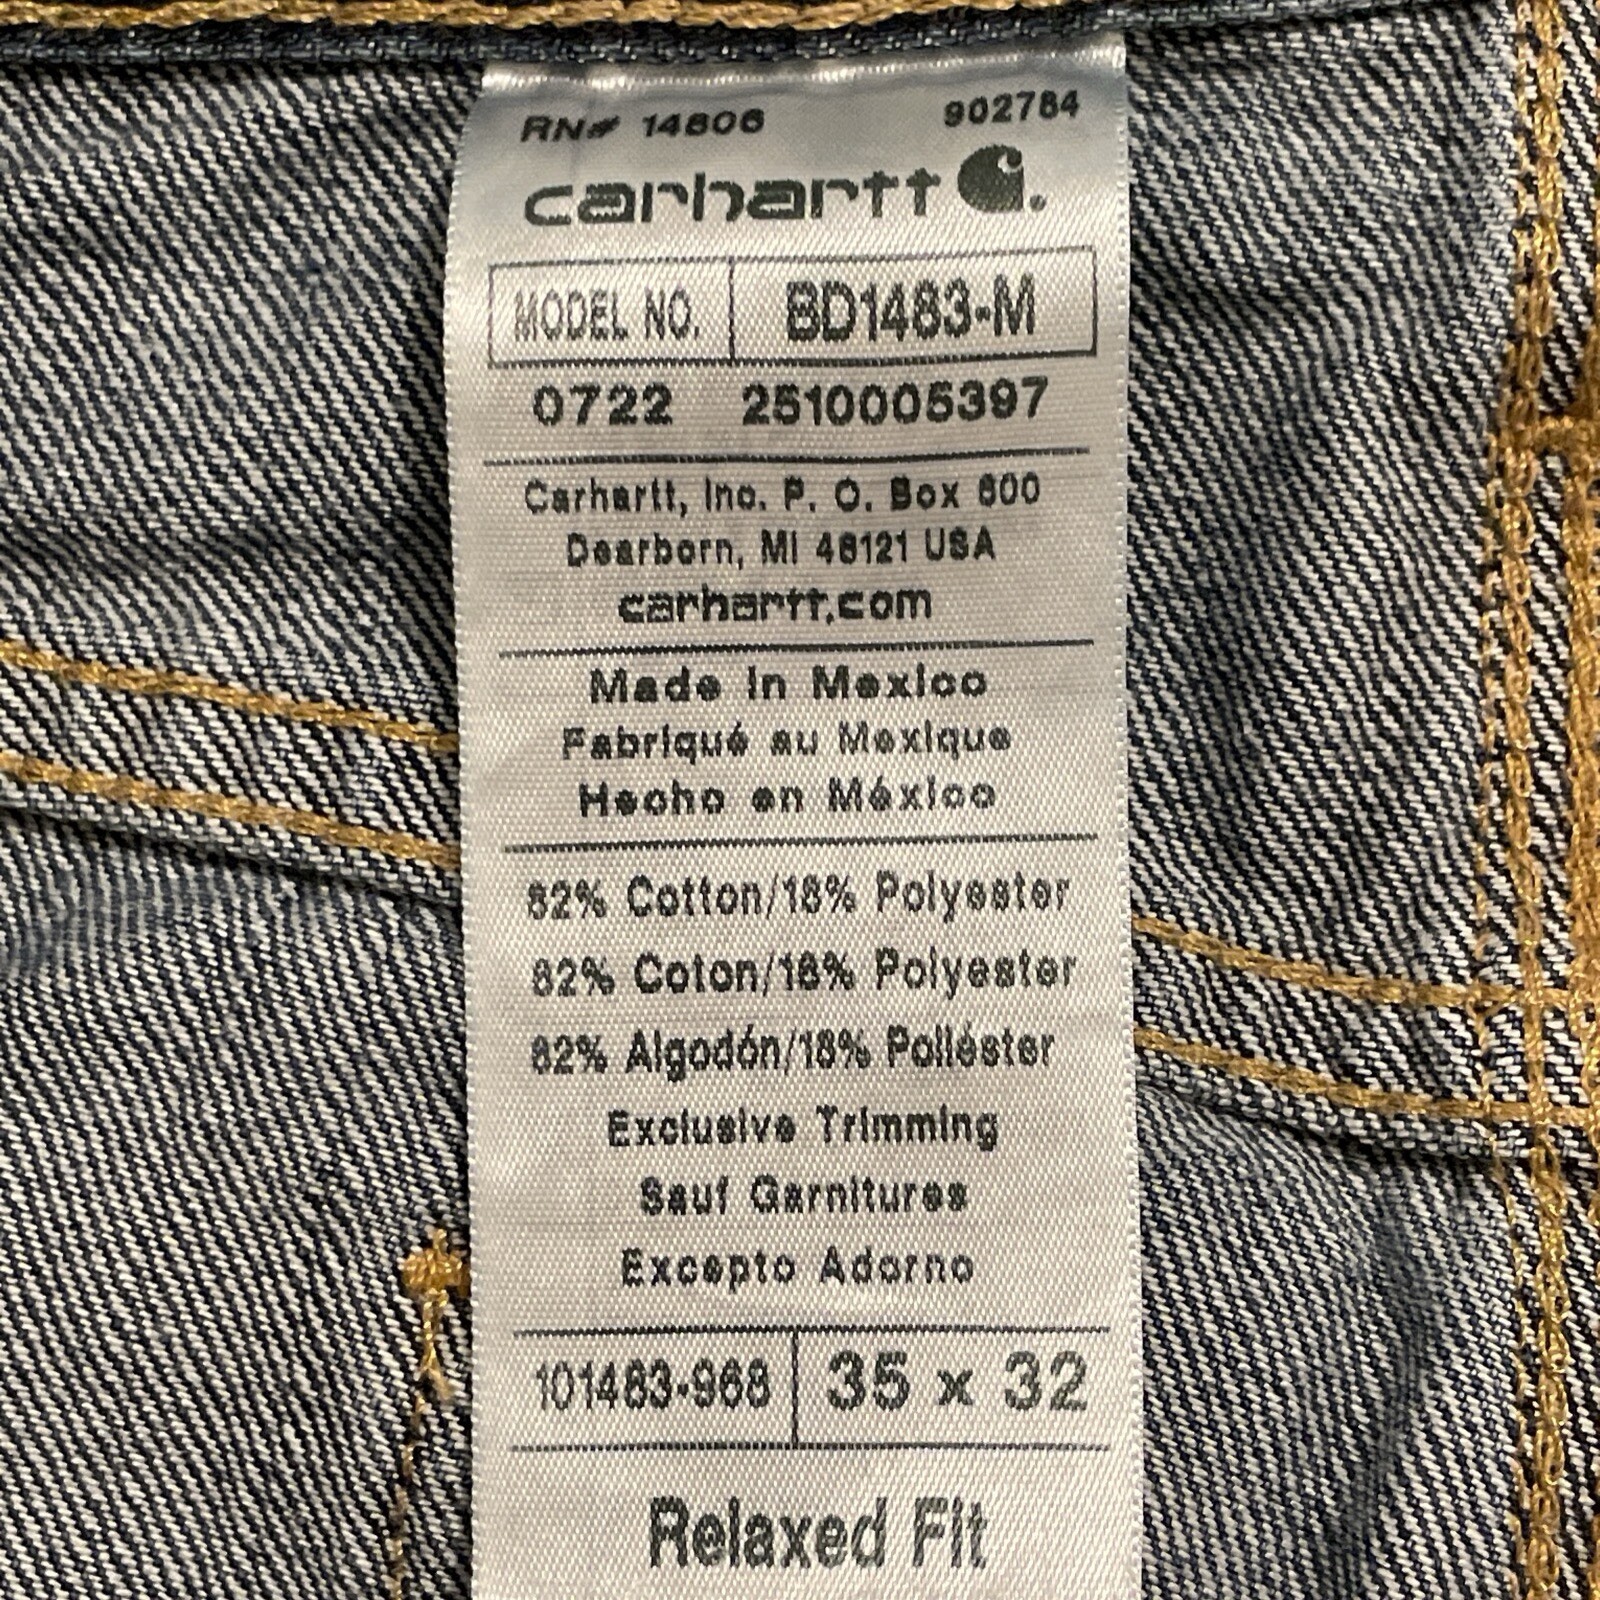 RN# 14806 902784
carhartt
MODEL NO. BD1483-M
0722 2510005397
Carhartt, Inc. P. O. Box 600
Dearborn, MI 48121 USA
carhartt.com
Made in Mexico
Fabriqué au Mexique
Hecho en México
82% Cotton/18% Polyester
82% Coton/18% Polyester
82% Algodón/18% Poliéster
Exclusive Trimming
Sauf Garnitures
Excepto Adorno
101483-968 35 x 32
Relaxed Fit